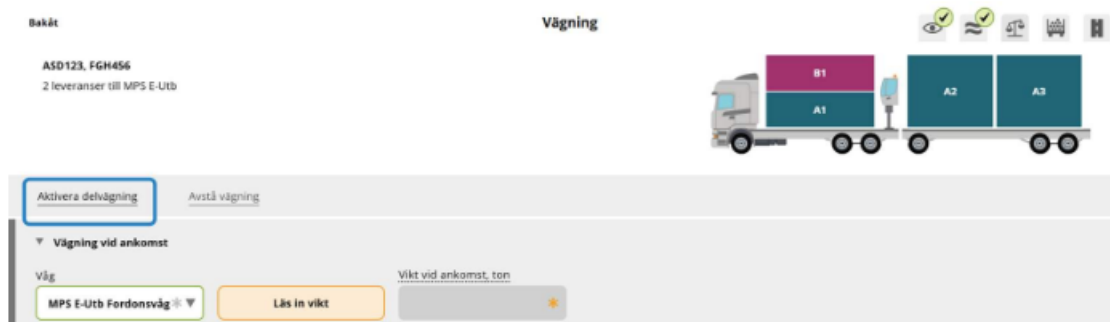 Bakåt
Vägning
ASD123, FGH456
2 leveranser till MPS E-Utb
B1
A1
A2
A3
Aktivera delvägning
Avstå vägning
Vägning vid ankomst
Våg
Vikt vid ankomst, ton
MPS E-Utb Fordonsvåg
Läs in vikt